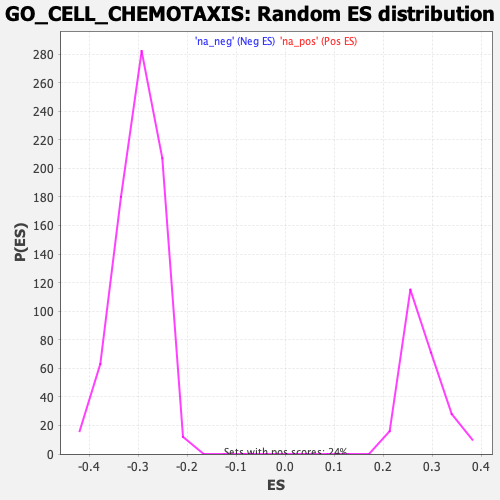 GO_CELL_CHEMOTAXIS: Random ES distribution
'na_neg' (Neg ES) 'na_pos' (Pos ES)
280
260
240
220
200
180
160
140
120
100
80
60
40
20
0
P(ES)
Sets with pos scores: 24%
-0.4 -0.3 -0.2 -0.1 0.0 0.1 0.2 0.3 0.4
ES